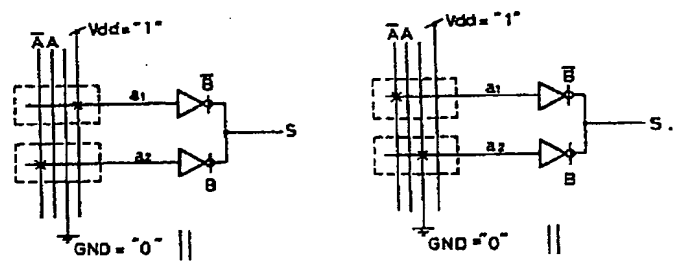 Vdd="1"
A̅ A
a1
B̅
S
a2
B
GND="0" ||
Vdd="1"
A̅ A
a1
B̅
S.
a2
B
GND="0" ||